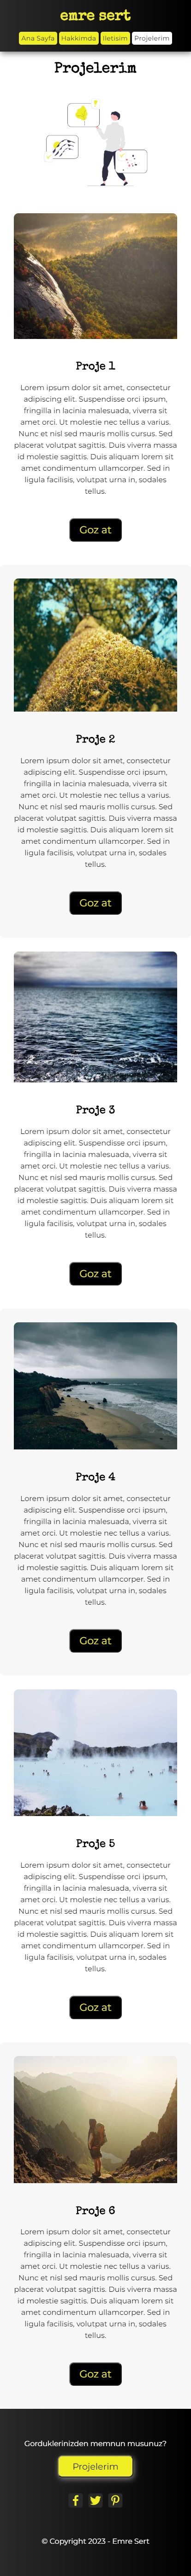 emre sert
Ana Sayfa Hakkimda Iletisim Projelerim
Projelerim
Proje 1
Lorem ipsum dolor sit amet, consectetur
adipiscing elit. Suspendisse orci ipsum,
fringilla in lacinia malesuada, viverra sit
amet orci. Ut molestie nec tellus a varius.
Nunc et nisl sed mauris mollis cursus. Sed
placerat volutpat sagittis. Duis viverra massa
id molestie sagittis. Duis aliquam lorem sit
amet condimentum ullamcorper. Sed in
ligula facilisis, volutpat urna in, sodales
tellus.
Goz at
Proje 2
Lorem ipsum dolor sit amet, consectetur
adipiscing elit. Suspendisse orci ipsum,
fringilla in lacinia malesuada, viverra sit
amet orci. Ut molestie nec tellus a varius.
Nunc et nisl sed mauris mollis cursus. Sed
placerat volutpat sagittis. Duis viverra massa
id molestie sagittis. Duis aliquam lorem sit
amet condimentum ullamcorper. Sed in
ligula facilisis, volutpat urna in, sodales
tellus.
Goz at
Proje 3
Lorem ipsum dolor sit amet, consectetur
adipiscing elit. Suspendisse orci ipsum,
fringilla in lacinia malesuada, viverra sit
amet orci. Ut molestie nec tellus a varius.
Nunc et nisl sed mauris mollis cursus. Sed
placerat volutpat sagittis. Duis viverra massa
id molestie sagittis. Duis aliquam lorem sit
amet condimentum ullamcorper. Sed in
ligula facilisis, volutpat urna in, sodales
tellus.
Goz at
Proje 4
Lorem ipsum dolor sit amet, consectetur
adipiscing elit. Suspendisse orci ipsum,
fringilla in lacinia malesuada, viverra sit
amet orci. Ut molestie nec tellus a varius.
Nunc et nisl sed mauris mollis cursus. Sed
placerat volutpat sagittis. Duis viverra massa
id molestie sagittis. Duis aliquam lorem sit
amet condimentum ullamcorper. Sed in
ligula facilisis, volutpat urna in, sodales
tellus.
Goz at
Proje 5
Lorem ipsum dolor sit amet, consectetur
adipiscing elit. Suspendisse orci ipsum,
fringilla in lacinia malesuada, viverra sit
amet orci. Ut molestie nec tellus a varius.
Nunc et nisl sed mauris mollis cursus. Sed
placerat volutpat sagittis. Duis viverra massa
id molestie sagittis. Duis aliquam lorem sit
amet condimentum ullamcorper. Sed in
ligula facilisis, volutpat urna in, sodales
tellus.
Goz at
Proje 6
Lorem ipsum dolor sit amet, consectetur
adipiscing elit. Suspendisse orci ipsum,
fringilla in lacinia malesuada, viverra sit
amet orci. Ut molestie nec tellus a varius.
Nunc et nisl sed mauris mollis cursus. Sed
placerat volutpat sagittis. Duis viverra massa
id molestie sagittis. Duis aliquam lorem sit
amet condimentum ullamcorper. Sed in
ligula facilisis, volutpat urna in, sodales
tellus.
Goz at
Gorduklerinizden memnun musunuz?
Projelerim
© Copyright 2023 - Emre Sert